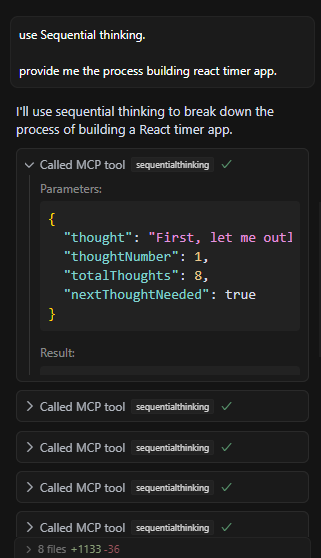 use Sequential thinking.
provide me the process building react timer app.
I'll use sequential thinking to break down the
process of building a React timer app.
Called MCP tool sequentialthinking
Parameters:
{
"thought": "First, let me outl
"thoughtNumber": 1,
"totalThoughts": 8,
"nextThoughtNeeded": true
}
Result:
Called MCP tool sequentialthinking
Called MCP tool sequentialthinking
Called MCP tool sequentialthinking
Called MCP tool sequentialthinking
8 files +1133 -36